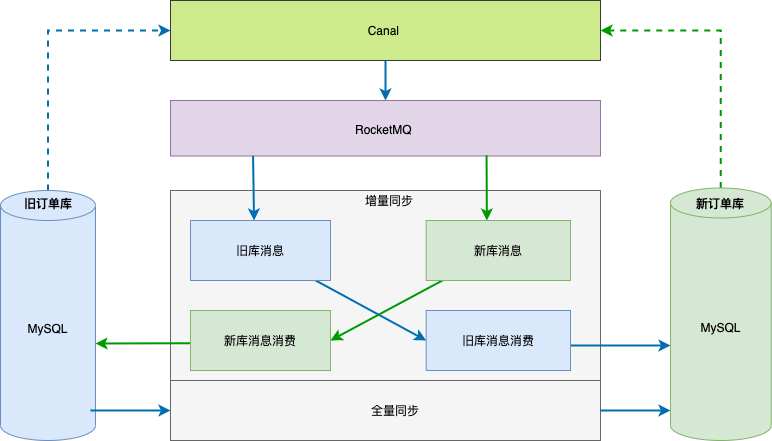 Canal
RocketMQ
旧订单库
增量同步
新订单库
旧库消息
新库消息
MySQL
新库消息消费
旧库消息消费
MySQL
全量同步